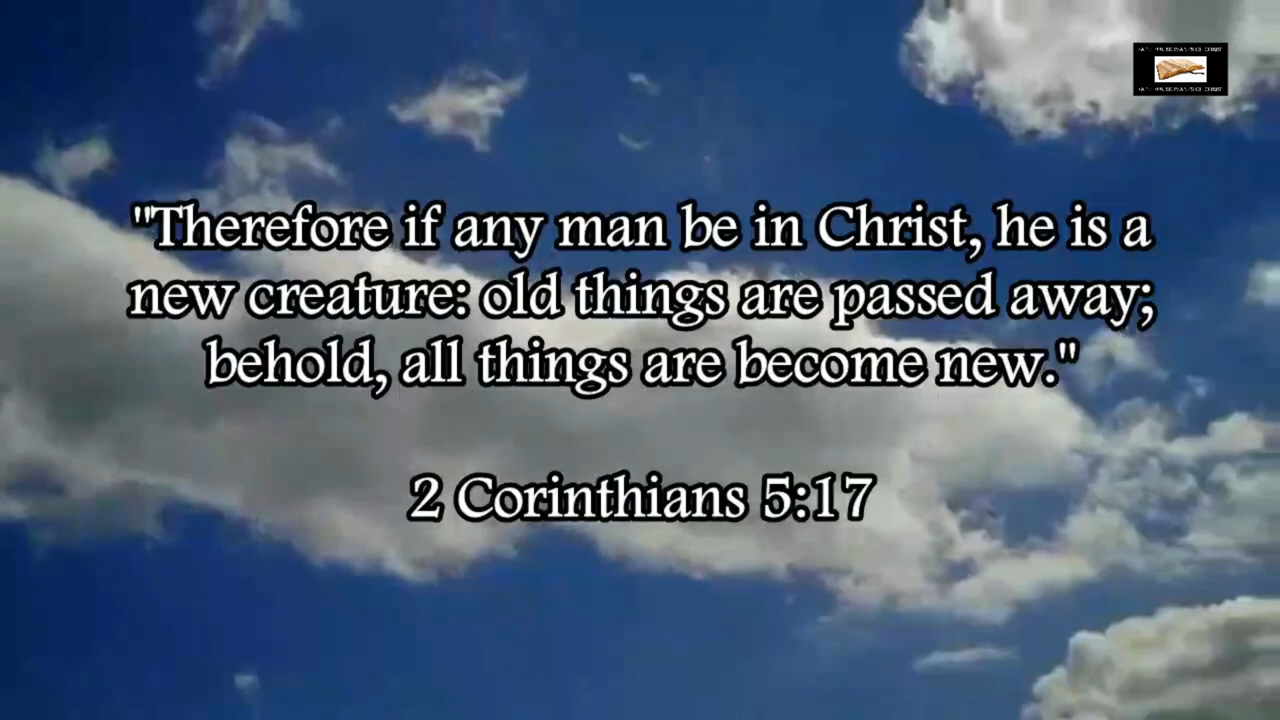 "Therefore if any man be in Christ, he is a
new creature: old things are passed away;
behold, all things are become new."
2 Corinthians 5:17